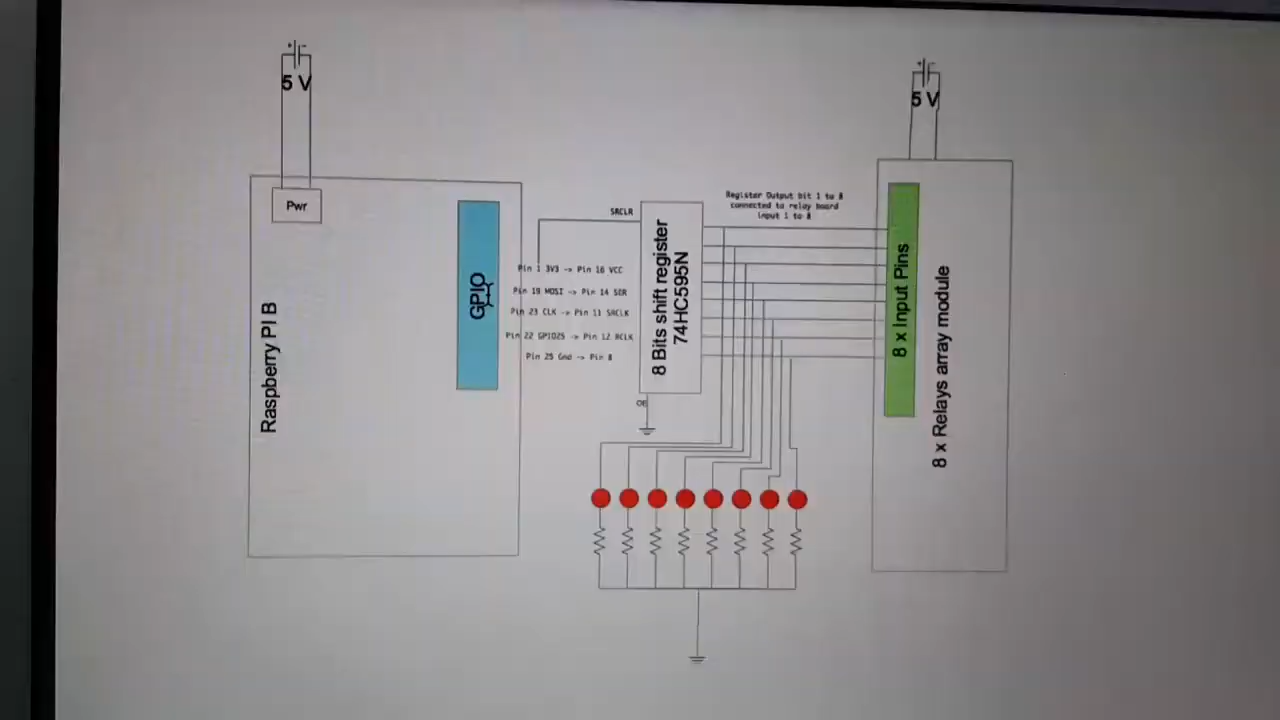 5 V
Pwr
Raspberry PI B
GPIO
SRCLR
Pin 1 3V3 -> Pin 16 VCC
Pin 19 MOSI -> Pin 14 SER
Pin 23 CLK -> Pin 11 SRCLK
Pin 22 GPIO25 -> Pin 12 RCLK
Pin 25 Gnd -> Pin 8
8 Bits shift register
74HC595N
OE
Register Output bit 1 to 8
connected to relay board
input 1 to 8
5 V
8 x Input Pins
8 x Relays array module